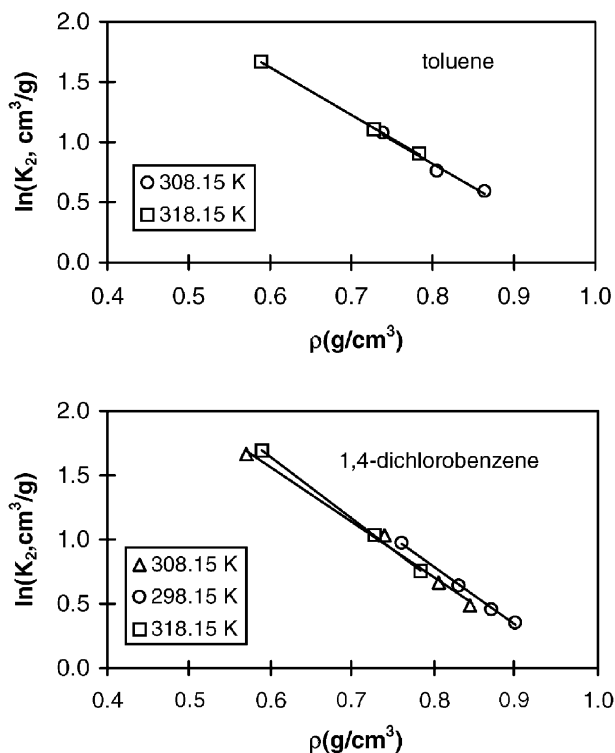 2.0
toluene
1.5
1.0
0.5
0.0
ln(K₂, cm³/g)
308.15 K
318.15 K
0.4 0.5 0.6 0.7 0.8 0.9 1.0
ρ(g/cm³)
2.0
1,4-dichlorobenzene
1.5
1.0
0.5
0.0
ln(K₂,cm³/g)
308.15 K
298.15 K
318.15 K
0.4 0.5 0.6 0.7 0.8 0.9 1.0
ρ(g/cm³)